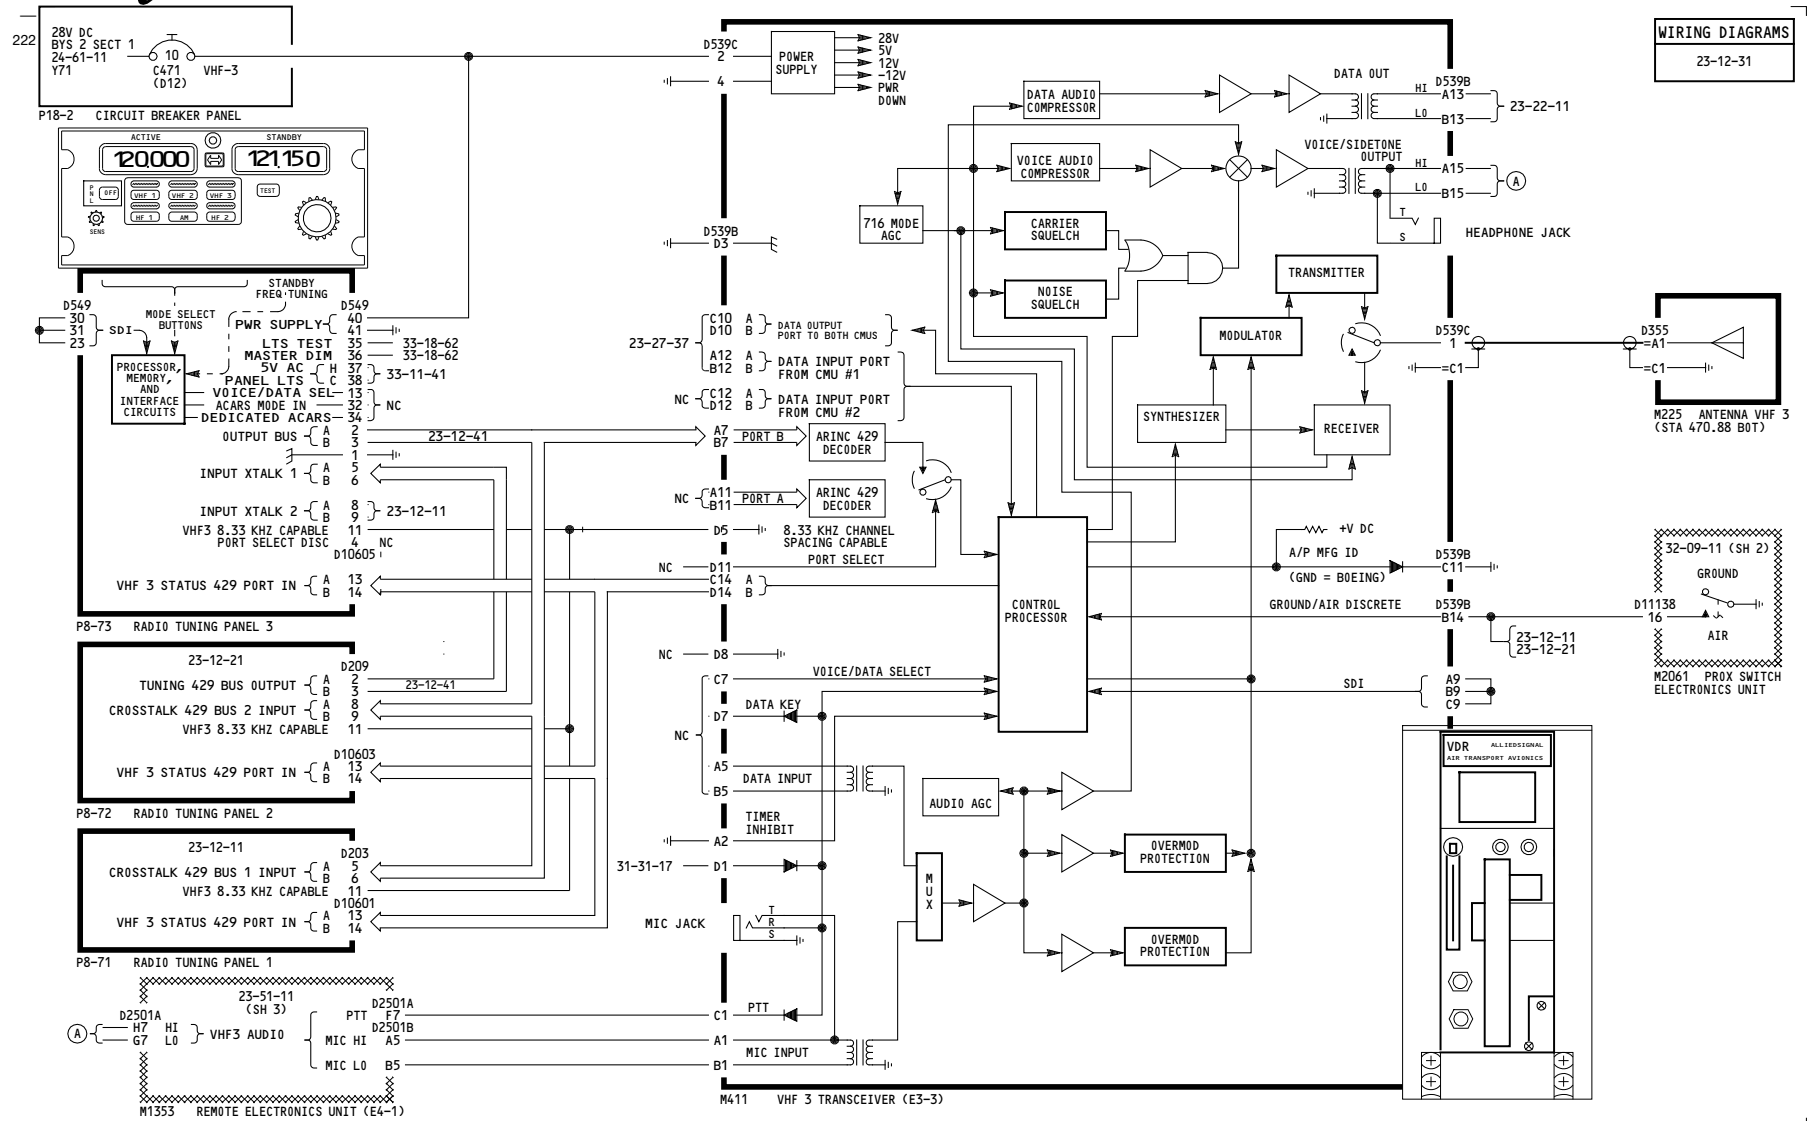 222
28V DC
BYS 2 SECT 1
24-61-11
Y71
10
C471
(D12)
VHF-3
P18-2 CIRCUIT BREAKER PANEL
ACTIVE
STANDBY
120.000
121.150
PNL
OFF
VHF 1
VHF 2
VHF 3
TEST
HF 1
AM
HF 2
SENS
STANDBY
FREQ TUNING
MODE SELECT
BUTTONS
D549
30
31
23
SDI
PROCESSOR,
MEMORY,
AND
INTERFACE
CIRCUITS
D549
PWR SUPPLY 40
41
LTS TEST 35 33-18-62
MASTER DIM 36 33-18-62
5V AC H 37
PANEL LTS C 38
33-11-41
VOICE/DATA SEL 13
ACARS MODE IN 32 NC
DEDICATED ACARS 34
OUTPUT BUS A 2
B 3
23-12-41
1
INPUT XTALK 1 A 5
B 6
INPUT XTALK 2 A 8
B 9
23-12-11
VHF3 8.33 KHZ CAPABLE 11
PORT SELECT DISC 4 NC
D10605
VHF 3 STATUS 429 PORT IN A 13
B 14
P8-73 RADIO TUNING PANEL 3
23-12-21
D209
TUNING 429 BUS OUTPUT A 2
B 3
23-12-41
CROSSTALK 429 BUS 2 INPUT A 8
B 9
VHF3 8.33 KHZ CAPABLE 11
D10603
VHF 3 STATUS 429 PORT IN A 13
B 14
P8-72 RADIO TUNING PANEL 2
23-12-11
D203
CROSSTALK 429 BUS 1 INPUT A 5
B 6
VHF3 8.33 KHZ CAPABLE 11
D10601
VHF 3 STATUS 429 PORT IN A 13
B 14
P8-71 RADIO TUNING PANEL 1
23-51-11
(SH 3)
D2501A
A
H7 HI
G7 LO
VHF3 AUDIO
D2501A
PTT F7
D2501B
MIC HI A5
MIC LO B5
M1353 REMOTE ELECTRONICS UNIT (E4-1)
D539C
2
4
POWER
SUPPLY
28V
5V
12V
-12V
PWR
DOWN
D539B
D3
23-27-37
C10 A
D10 B
DATA OUTPUT
PORT TO BOTH CMUS
A12 A
B12 B
DATA INPUT PORT
FROM CMU #1
NC
C12 A
D12 B
DATA INPUT PORT
FROM CMU #2
A7
B7
PORT B
ARINC 429
DECODER
NC
A11
B11
PORT A
ARINC 429
DECODER
D5
8.33 KHZ CHANNEL
SPACING CAPABLE
NC D11 PORT SELECT
C14 A
D14 B
NC D8
C7 VOICE/DATA SELECT
D7 DATA KEY
NC
A5
DATA INPUT
B5
TIMER
INHIBIT
A2
31-31-17 D1
MIC JACK
T
R
S
C1 PTT
A1
MIC INPUT
B1
M411 VHF 3 TRANSCEIVER (E3-3)
DATA AUDIO
COMPRESSOR
VOICE AUDIO
COMPRESSOR
716 MODE
AGC
CARRIER
SQUELCH
NOISE
SQUELCH
TRANSMITTER
MODULATOR
SYNTHESIZER
RECEIVER
CONTROL
PROCESSOR
AUDIO AGC
MUX
OVERMOD
PROTECTION
OVERMOD
PROTECTION
DATA OUT
D539B
HI A13
LO B13
23-22-11
VOICE/SIDETONE
OUTPUT
HI A15
LO B15
A
T
S
HEADPHONE JACK
D539C
1
=C1
D355
=A1
=C1
M225 ANTENNA VHF 3
(STA 470.88 BOT)
+V DC
A/P MFG ID
(GND = BOEING)
D539B
C11
GROUND/AIR DISCRETE
D539B
B14
23-12-11
23-12-21
D11138
16
32-09-11 (SH 2)
GROUND
AIR
M2061 PROX SWITCH
ELECTRONICS UNIT
SDI
A9
B9
C9
VDR
ALLIEDSIGNAL
AIR TRANSPORT AVIONICS
WIRING DIAGRAMS
23-12-31